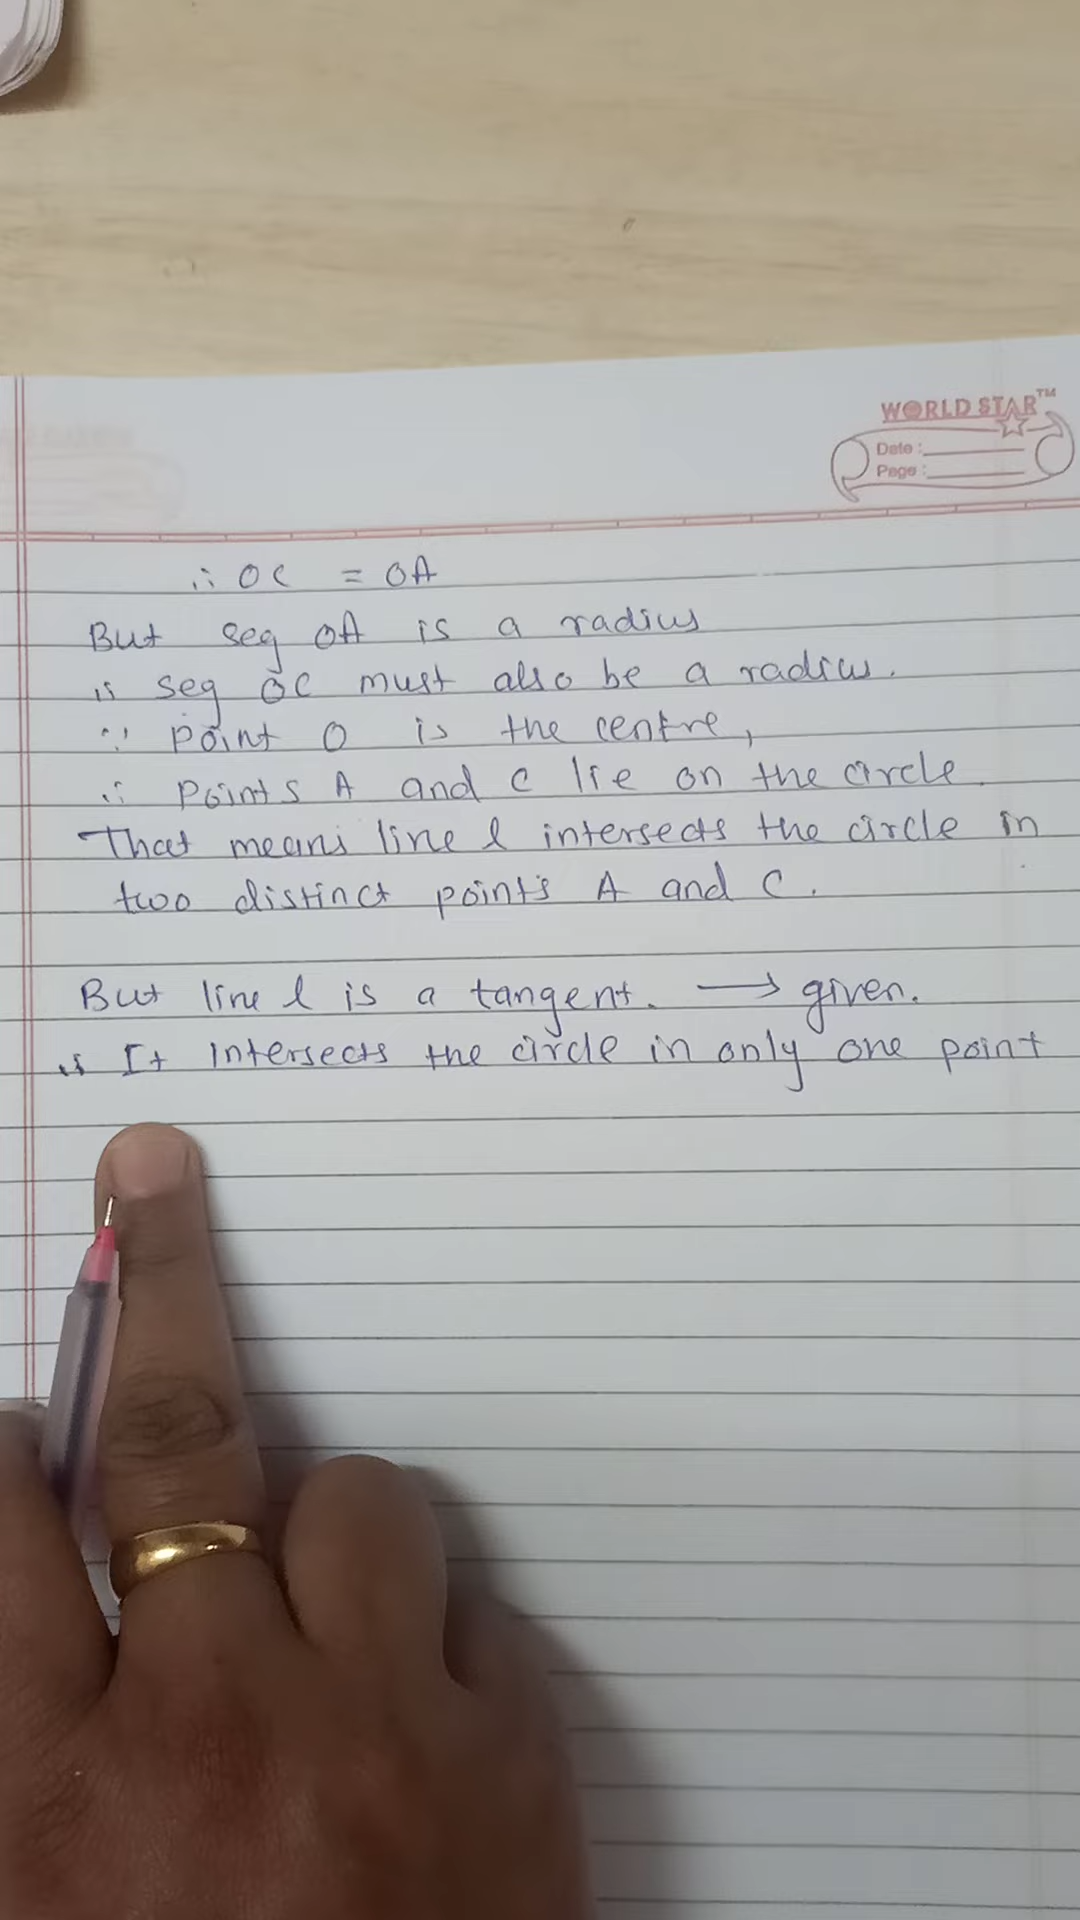 WORLD STAR™
Date :
Page :
∴ OC = OA
But seg OA is a radius
∴ seg OC must also be a radius.
∵ point O is the centre,
∴ Points A and C lie on the circle.
That means line l intersects the circle in
two distinct points A and C.
But line l is a tangent. → given.
∴ It intersects the circle in only one point